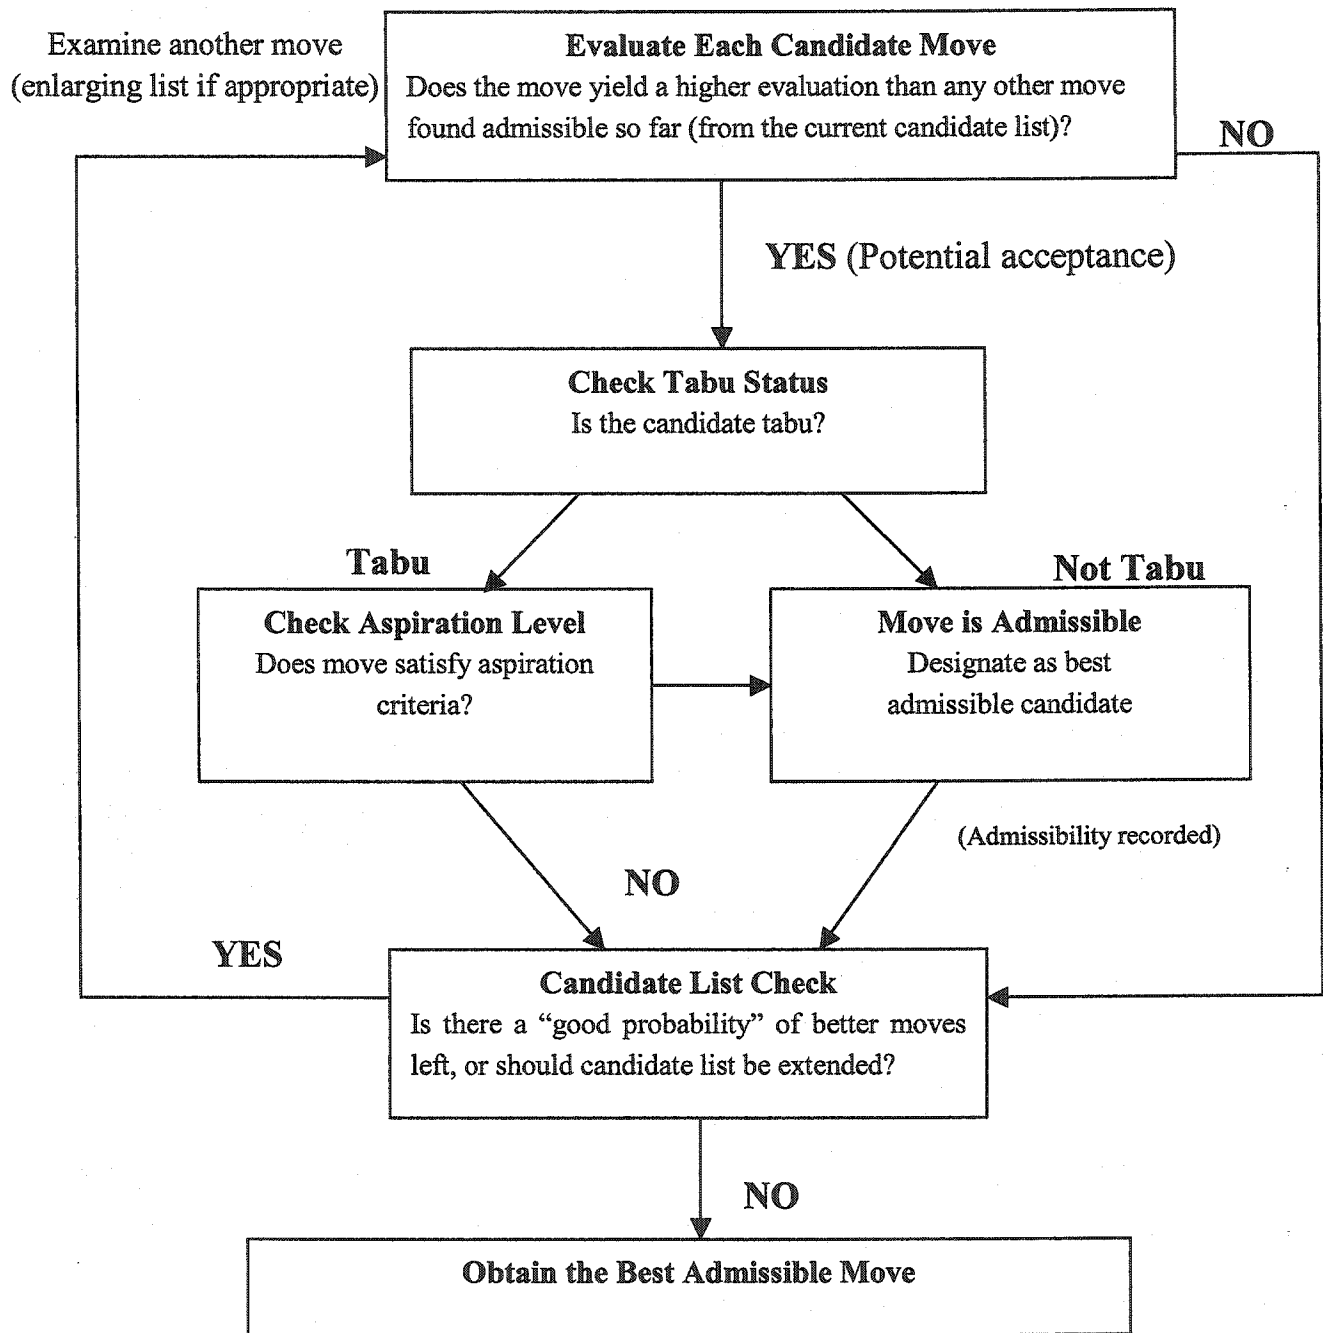 Examine another move
(enlarging list if appropriate)
Evaluate Each Candidate Move
Does the move yield a higher evaluation than any other move
found admissible so far (from the current candidate list)?
NO
YES (Potential acceptance)
Check Tabu Status
Is the candidate tabu?
Tabu
Not Tabu
Check Aspiration Level
Does move satisfy aspiration
criteria?
Move is Admissible
Designate as best
admissible candidate
(Admissibility recorded)
NO
YES
Candidate List Check
Is there a “good probability” of better moves
left, or should candidate list be extended?
NO
Obtain the Best Admissible Move